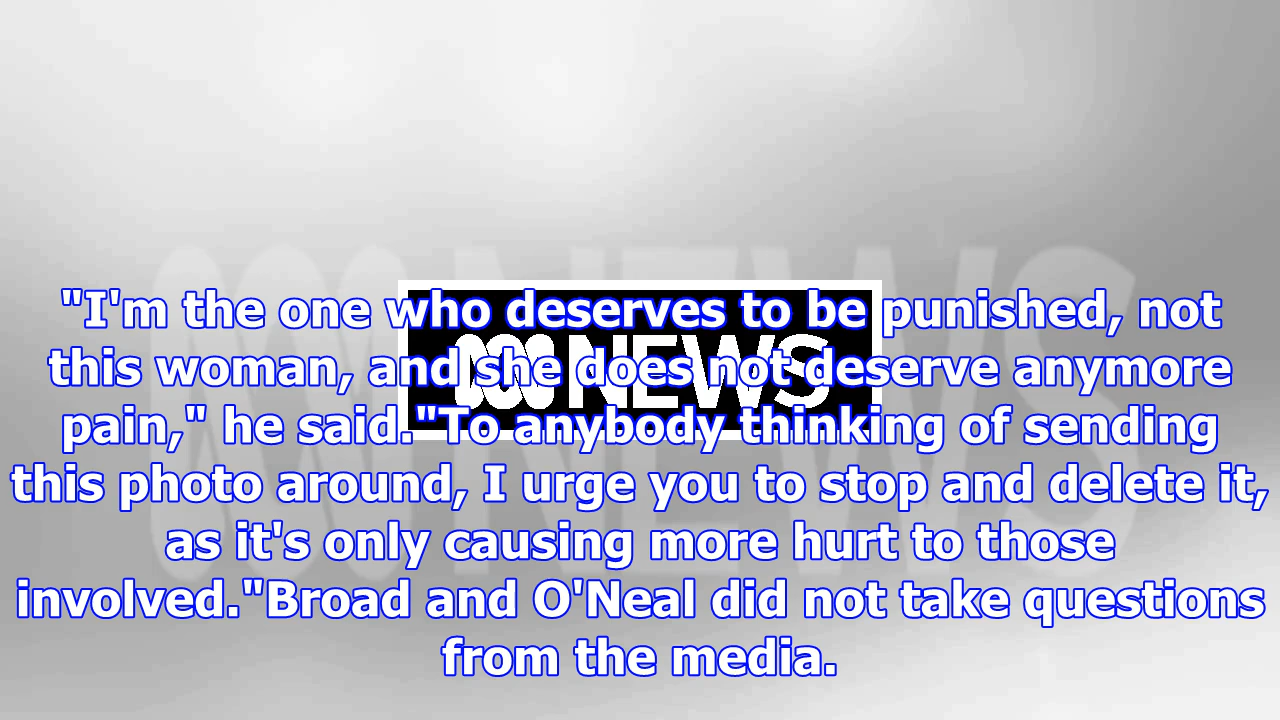 "I'm the one who deserves to be punished, not
this woman, and she does not deserve anymore
pain," he said."To anybody thinking of sending
this photo around, I urge you to stop and delete it,
as it's only causing more hurt to those
involved."Broad and O'Neal did not take questions
from the media.
NEWS
NEWS